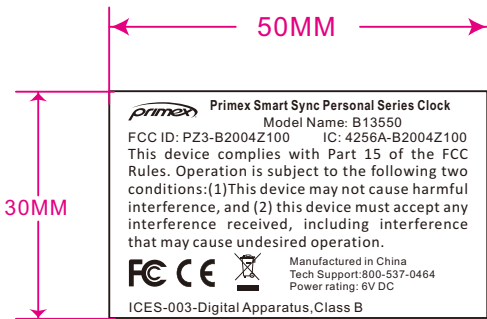 50MM
30MM
primex Primex Smart Sync Personal Series Clock
Model Name: B13550
FCC ID: PZ3-B2004Z100 IC: 4256A-B2004Z100
This device complies with Part 15 of the FCC
Rules. Operation is subject to the following two
conditions:(1)This device may not cause harmful
interference, and (2) this device must accept any
interference received, including interference
that may cause undesired operation.
FC CE
Manufactured in China
Tech Support:800-537-0464
Power rating: 6V DC
ICES-003-Digital Apparatus,Class B